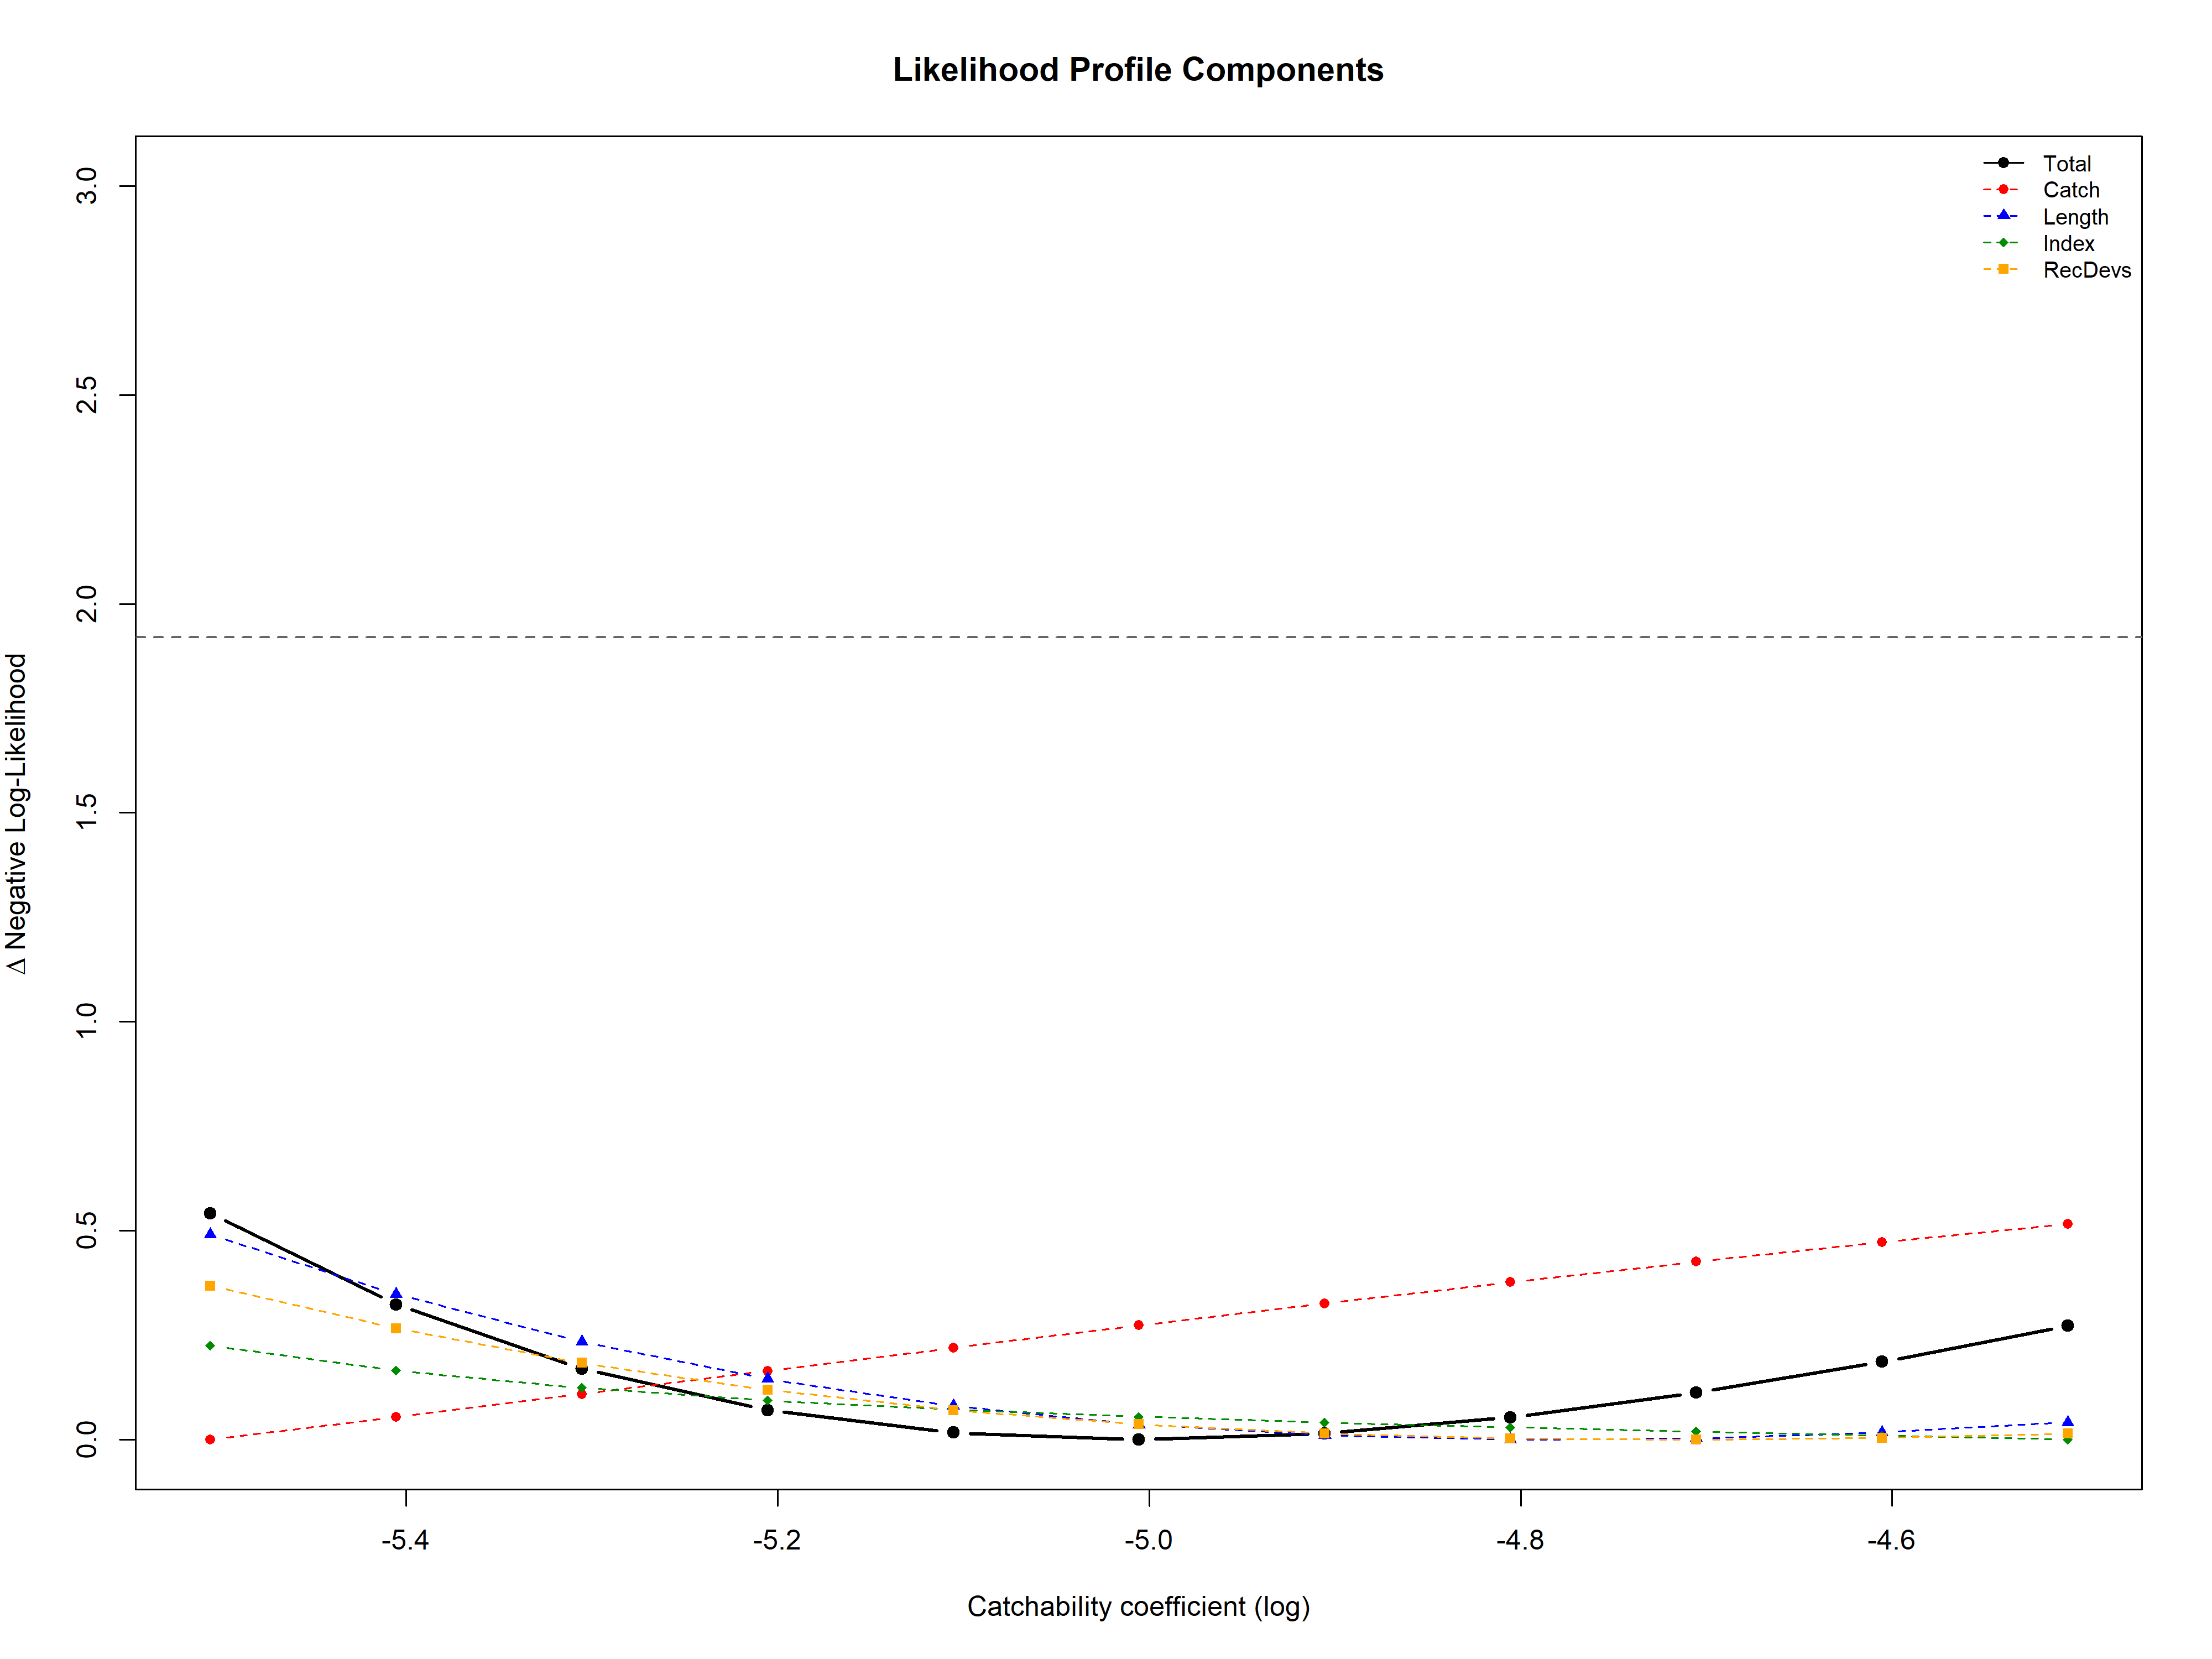 Likelihood Profile Components
Total
Catch
Length
Index
RecDevs
3.0
2.5
2.0
1.5
1.0
0.5
0.0
Δ Negative Log-Likelihood
-5.4 -5.2 -5.0 -4.8 -4.6
Catchability coefficient (log)